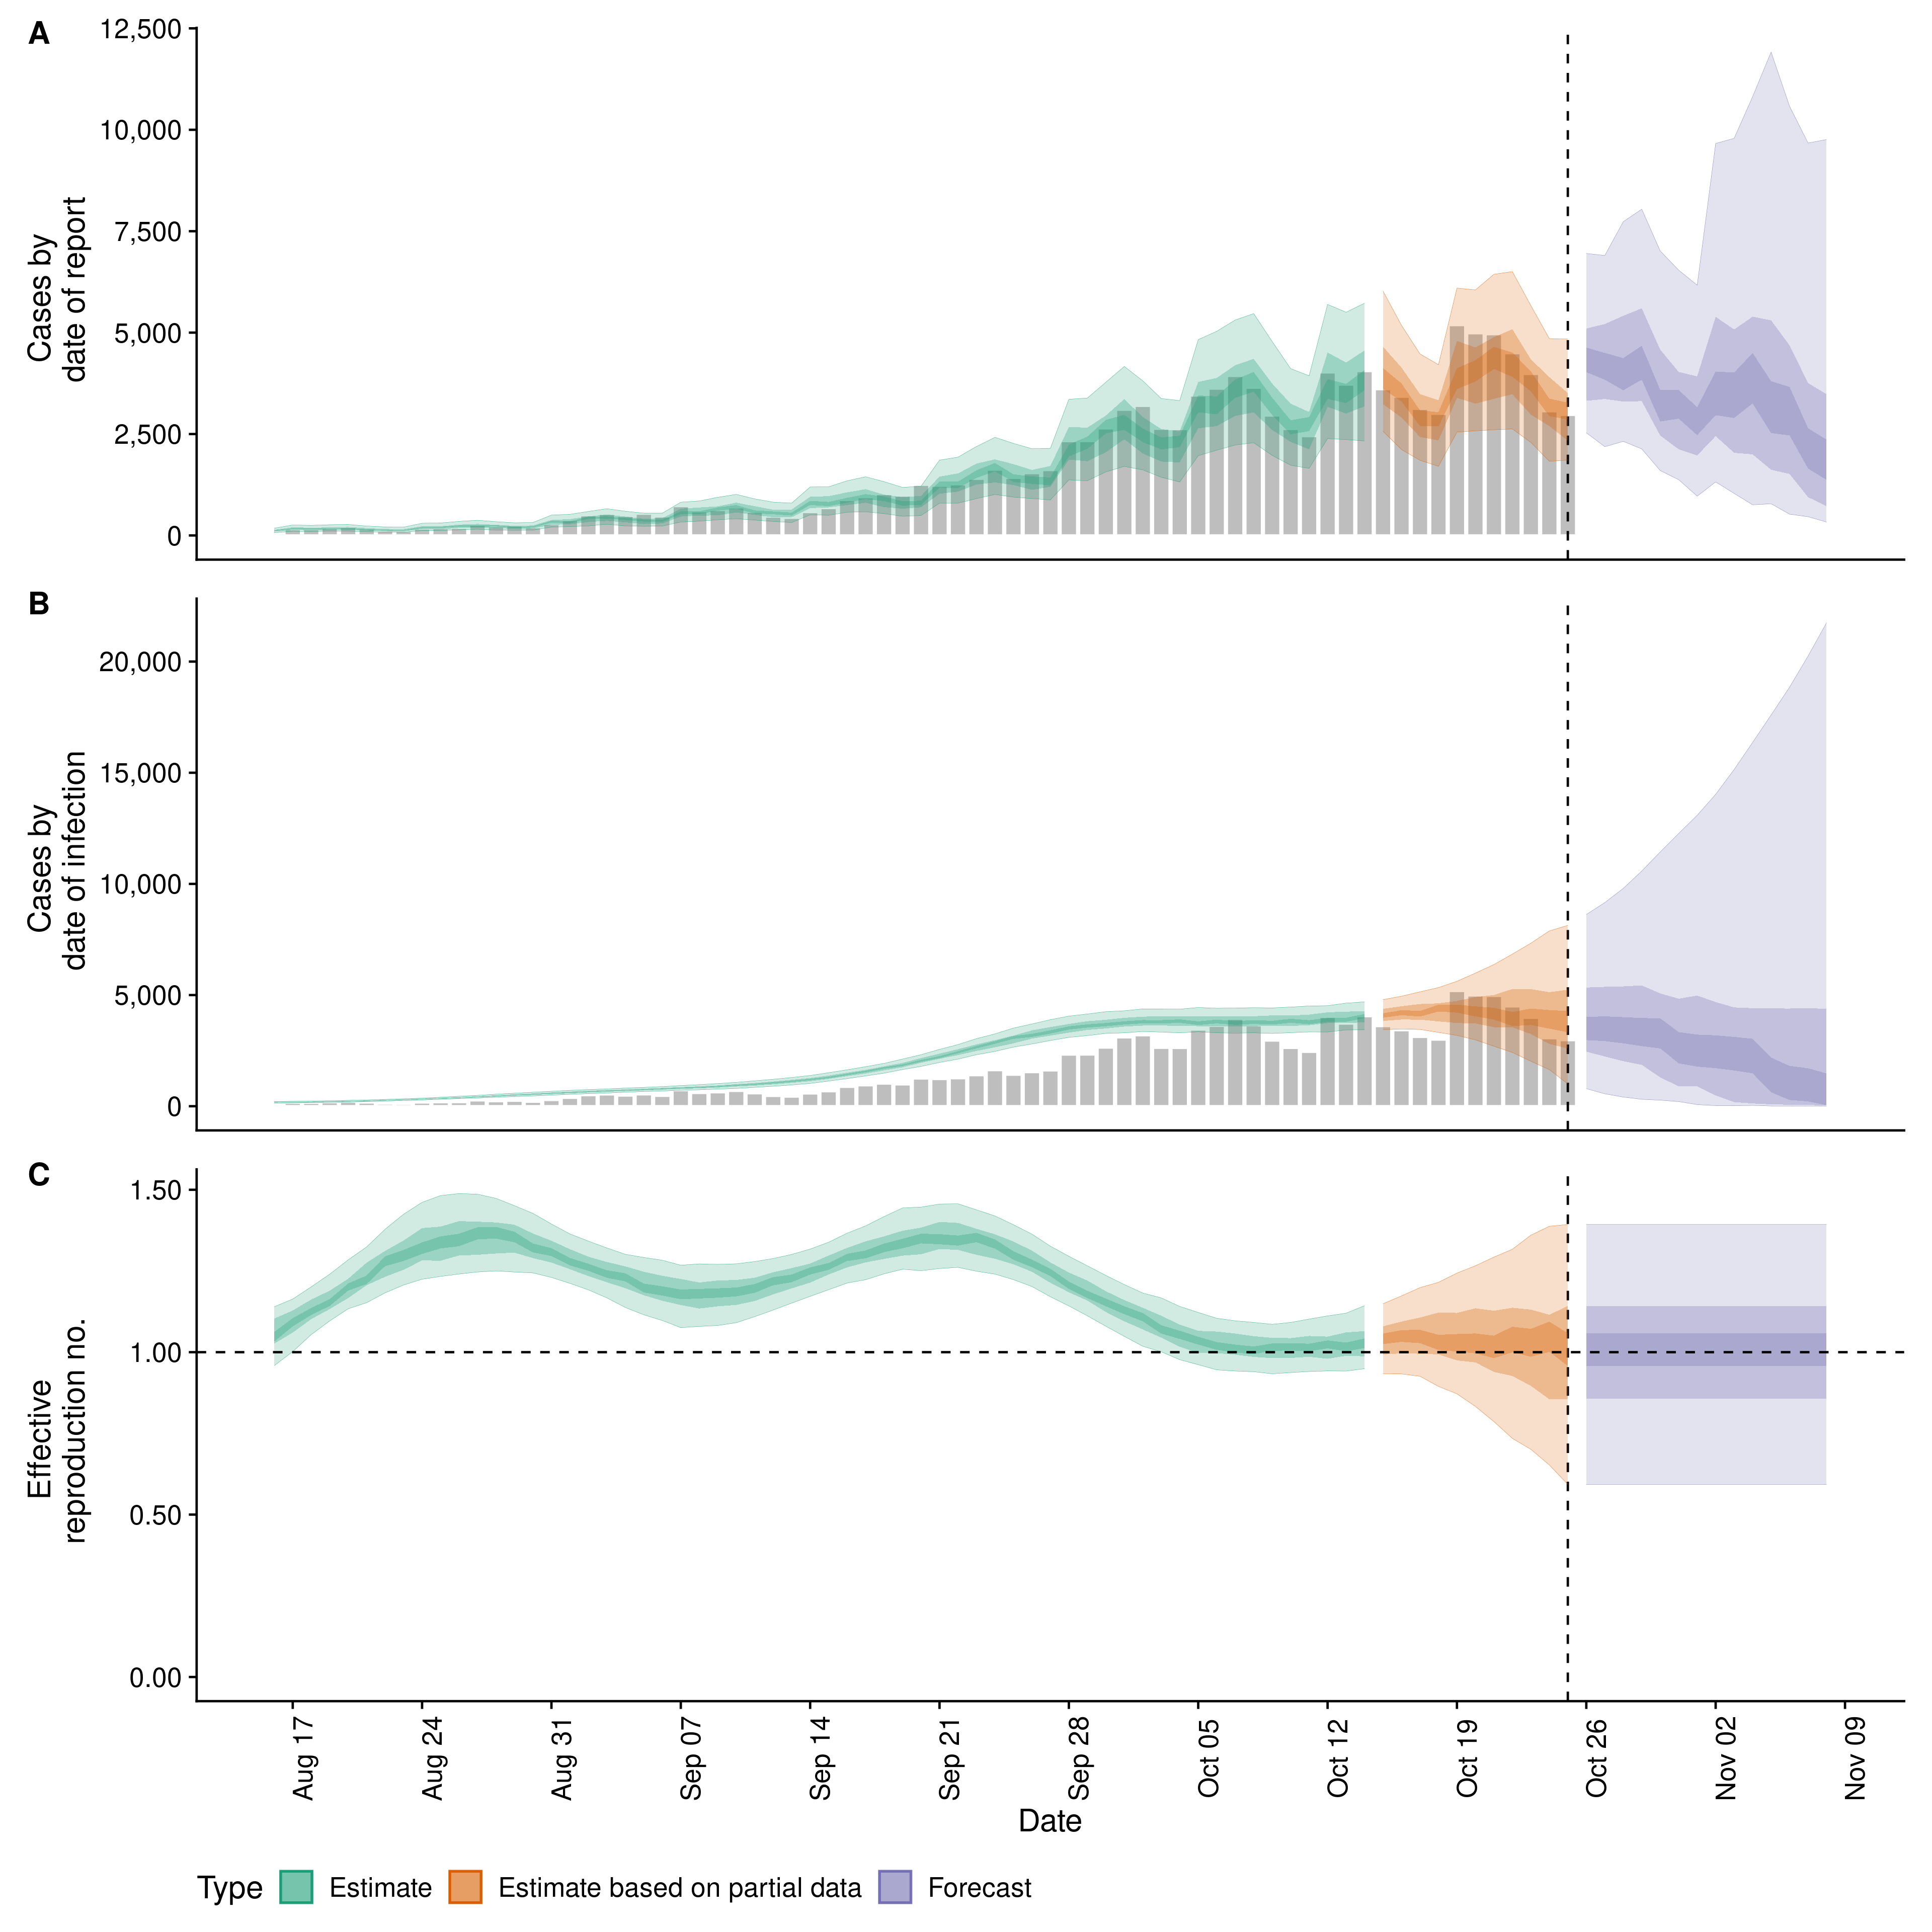 A
12,500
10,000
7,500
5,000
2,500
0
Cases by
date of report
B
20,000
15,000
10,000
5,000
0
Cases by
date of infection
C
1.50
1.00
0.50
0.00
Effective
reproduction no.
Aug 17
Aug 24
Aug 31
Sep 07
Sep 14
Sep 21
Sep 28
Oct 05
Oct 12
Oct 19
Oct 26
Nov 02
Nov 09
Date
Type Estimate Estimate based on partial data Forecast